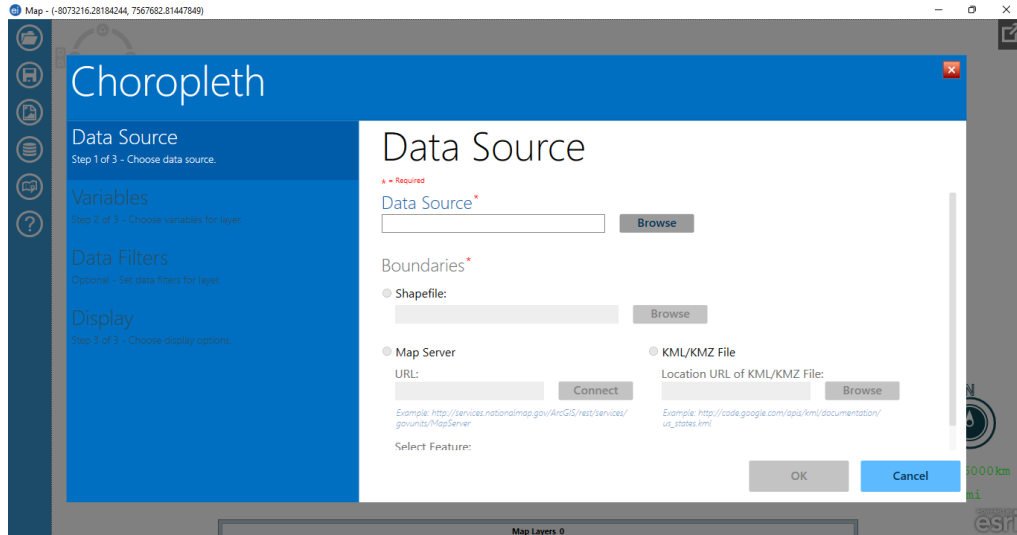 ei Map - (-8073216.28184244, 7567682.81447849)
Choropleth
Data Source
Step 1 of 3 - Choose data source.
Variables
Step 2 of 3 - Choose variables for layer.
Data Filters
Optional - Set data filters for layer.
Display
Step 3 of 3 - Choose display options.
Data Source
* = Required
Data Source*
Browse
Boundaries*
Shapefile:
Browse
Map Server
URL:
Connect
Example: http://services.nationalmap.gov/ArcGIS/rest/services/
govunits/MapServer
Select Feature:
KML/KMZ File
Location URL of KML/KMZ File:
Browse
Example: http://code.google.com/apis/kml/documentation/
us_states.kml
OK
Cancel
N
000km
mi
esri
Map Layers 0